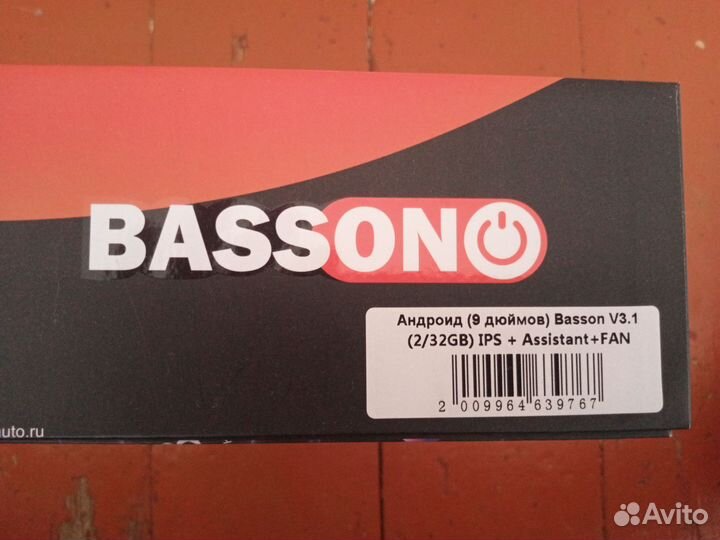 BASSON
Андроид (9 дюймов) Basson V3.1
(2/32GB) IPS + Assistant+FAN
2 009964 639767
auto.ru
Avito